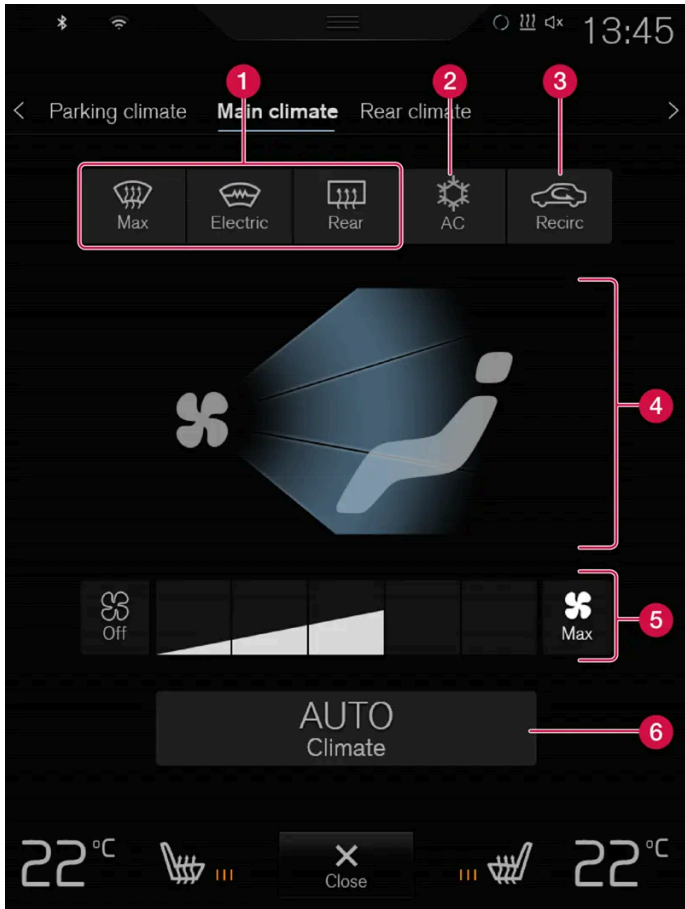 13:45
1
2
3
Parking climate Main climate Rear climate
Max Electric Rear AC Recirc
4
Off Max
5
AUTO
Climate
6
22°C Close 22°C